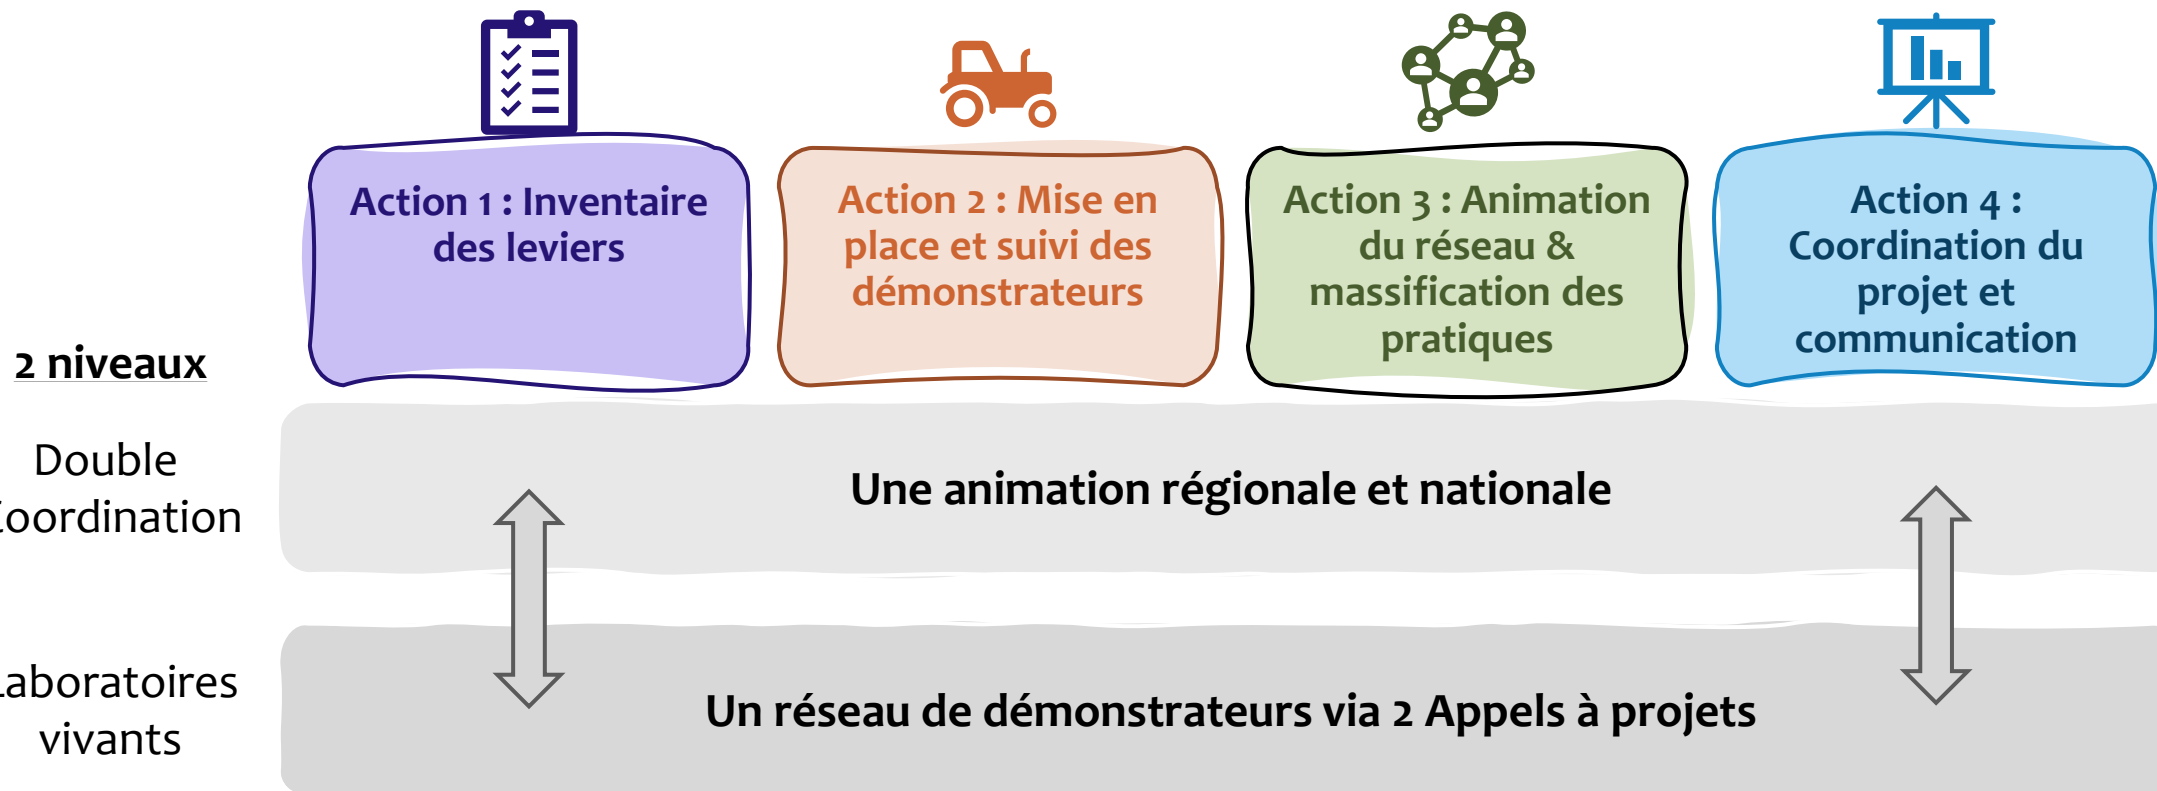 Action 1 : Inventaire
des leviers
Action 2 : Mise en
place et suivi des
démonstrateurs
Action 3 : Animation
du réseau &
massification des
pratiques
Action 4 :
Coordination du
projet et
communication
2 niveaux
Double
Coordination
Une animation régionale et nationale
Laboratoires
vivants
Un réseau de démonstrateurs via 2 Appels à projets